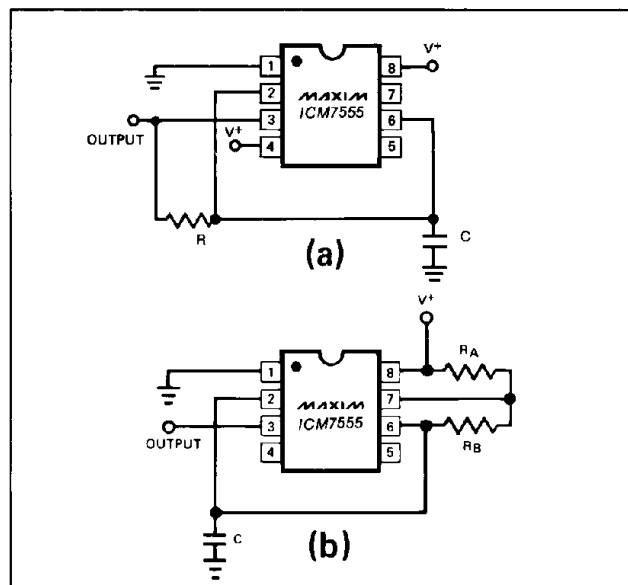 V+
1 8
MAXIM
ICM7555
2 7
3 6
OUTPUT
V+
4 5
R
C
(a)
V+
1 8
RA
2 7
MAXIM
ICM7555
3 6
RB
OUTPUT
4 5
C
(b)